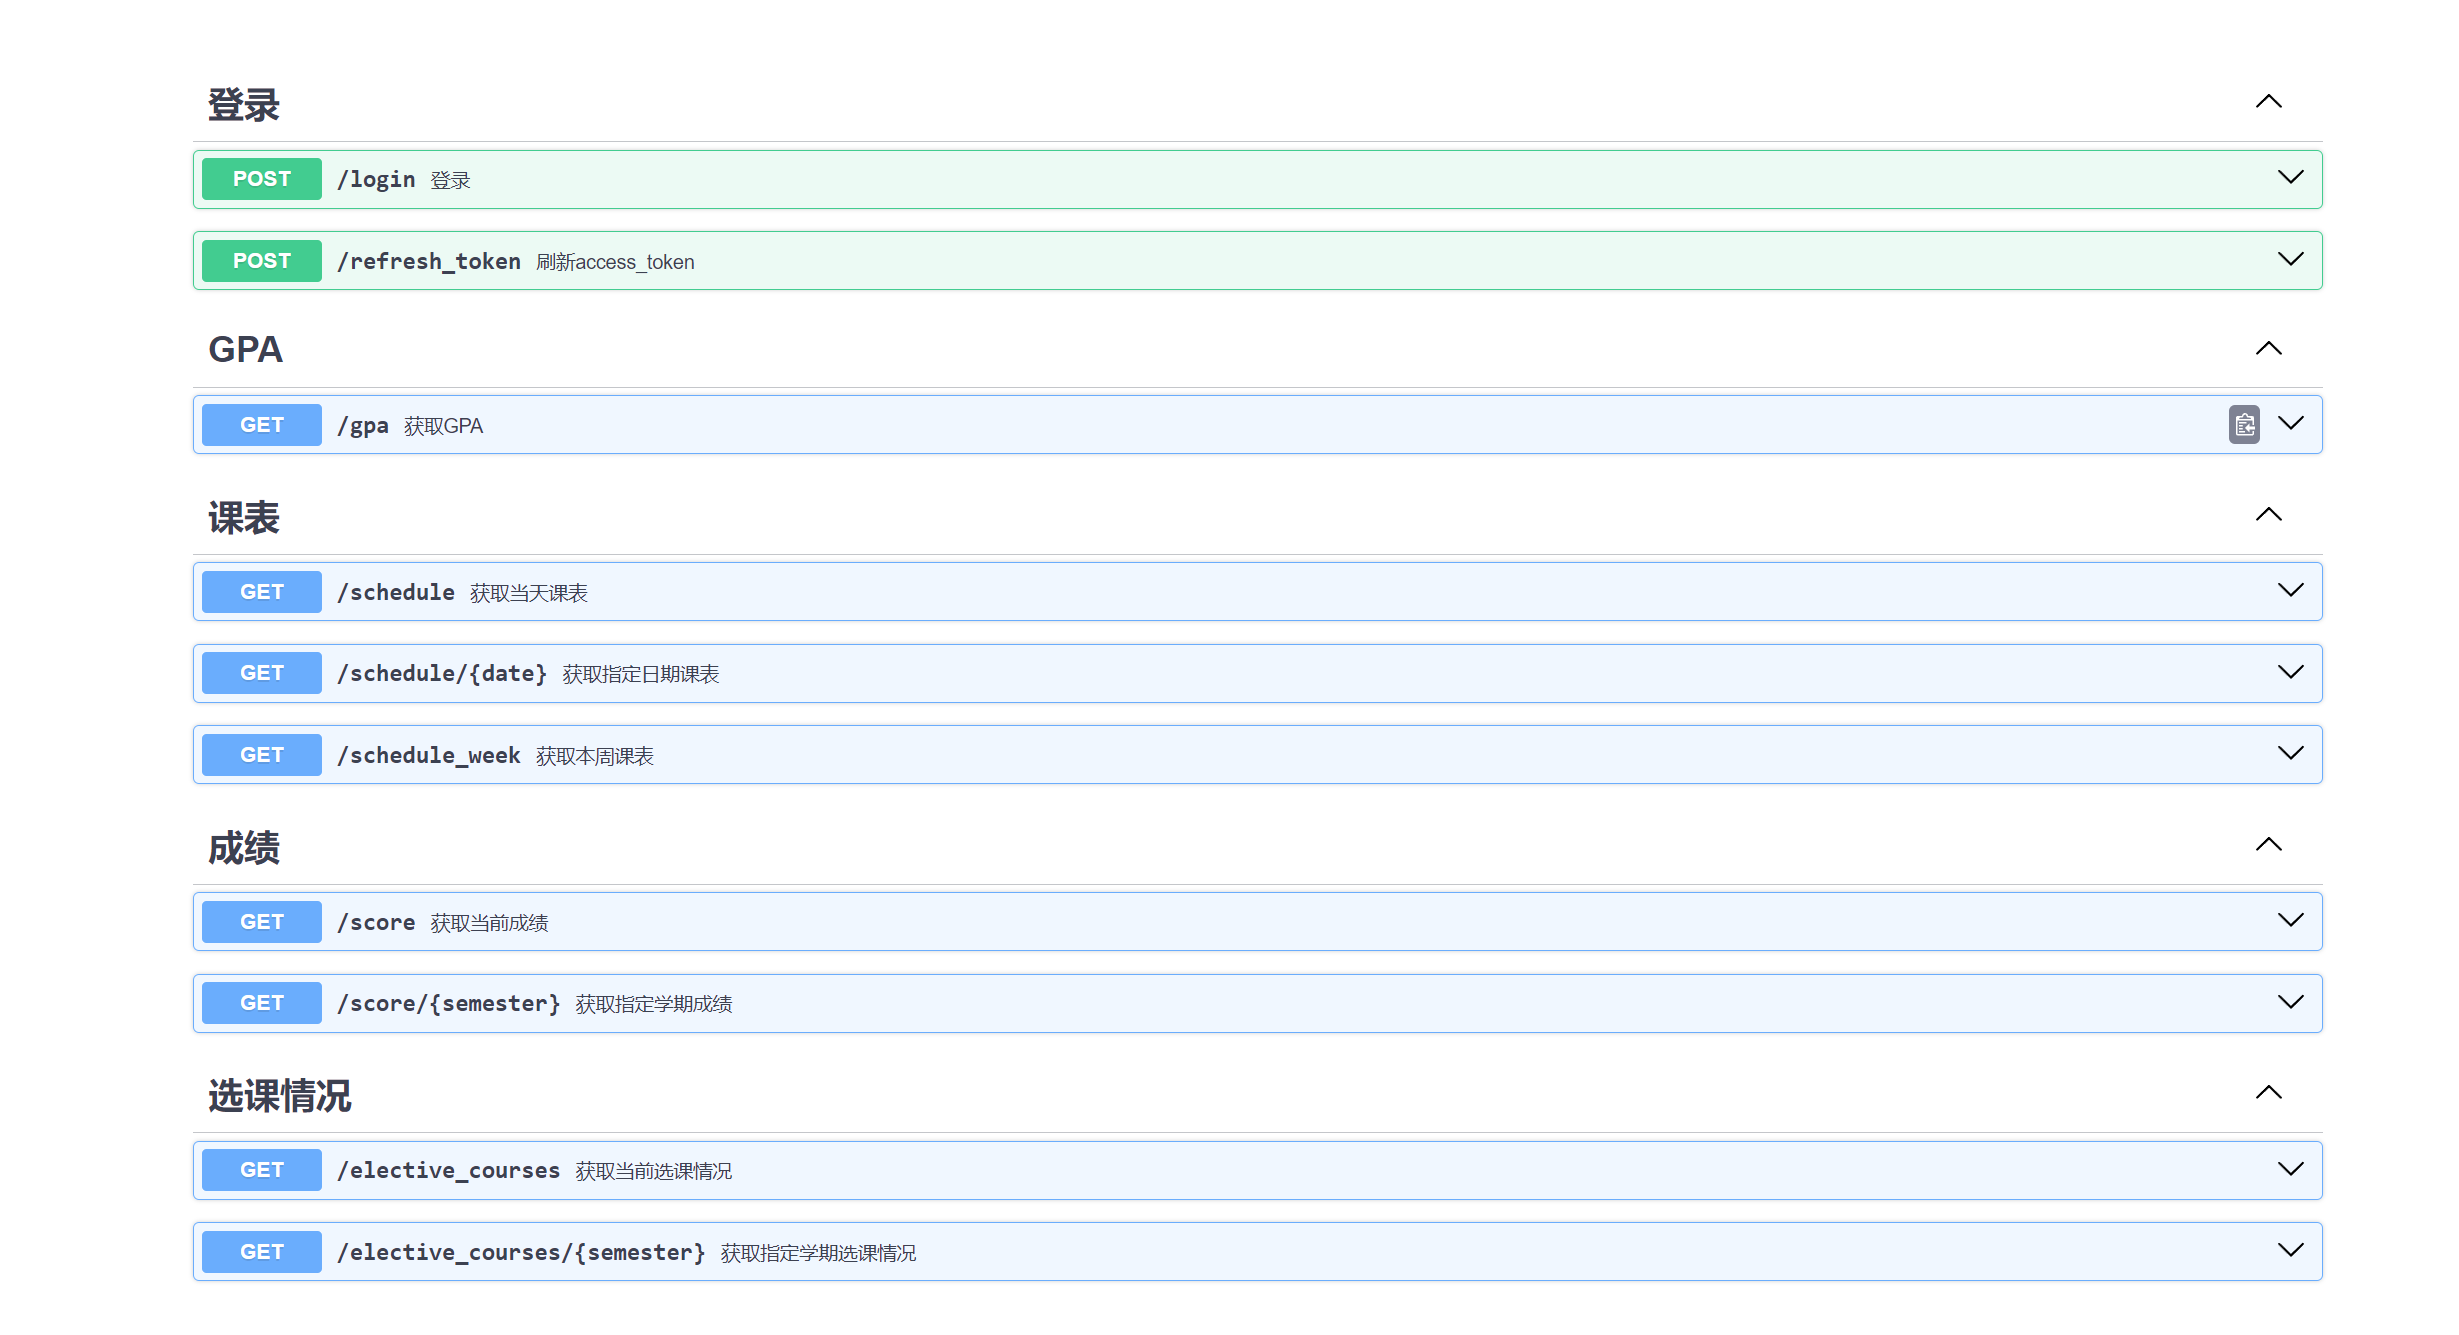 登录
POST /login 登录
POST /refresh_token 刷新access_token
GPA
GET /gpa 获取GPA
课表
GET /schedule 获取当天课表
GET /schedule/{date} 获取指定日期课表
GET /schedule_week 获取本周课表
成绩
GET /score 获取当前成绩
GET /score/{semester} 获取指定学期成绩
选课情况
GET /elective_courses 获取当前选课情况
GET /elective_courses/{semester} 获取指定学期选课情况